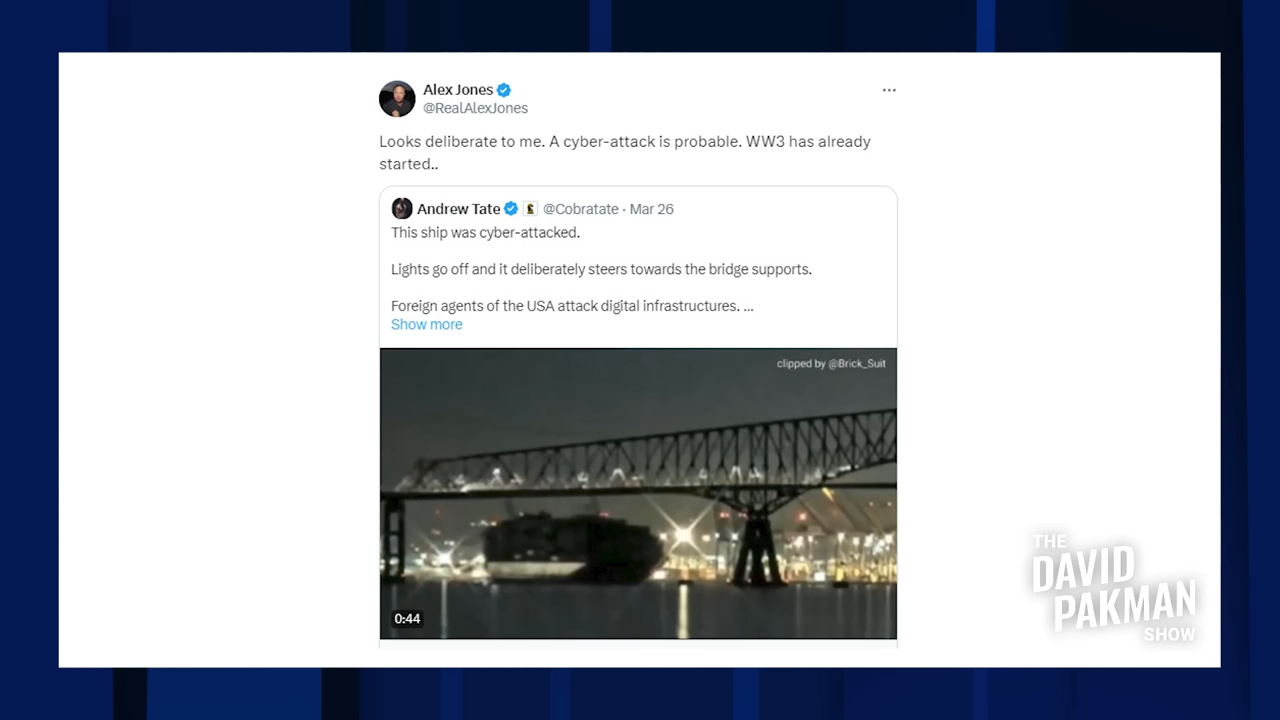 Alex Jones
@RealAlexJones
Looks deliberate to me. A cyber-attack is probable. WW3 has already
started..
Andrew Tate @Cobratate · Mar 26
This ship was cyber-attacked.
Lights go off and it deliberately steers towards the bridge supports.
Foreign agents of the USA attack digital infrastructures. ...
Show more
clipped by @Brick_Suit
0:44
THE
DAVID
PAKMAN
SHOW